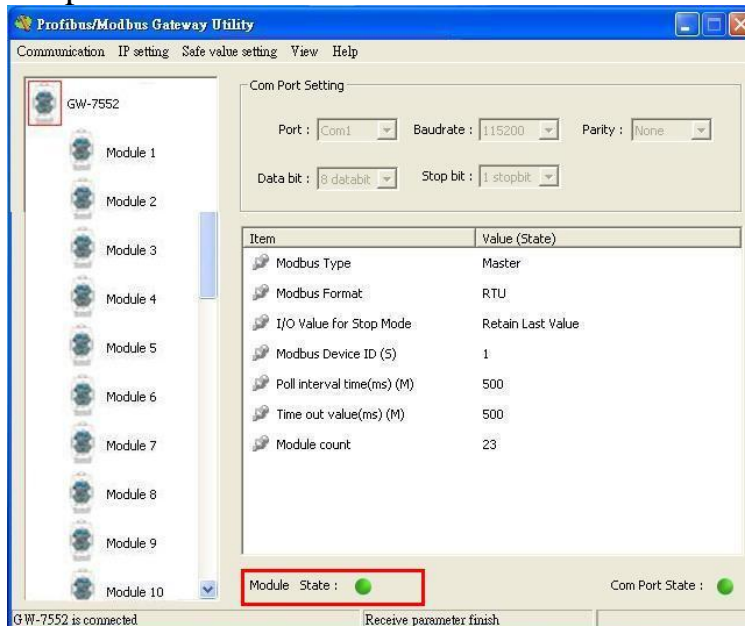 Profibus/Modbus Gateway Utility
Communication IP setting Safe value setting View Help
GW-7552
Module 1
Module 2
Module 3
Module 4
Module 5
Module 6
Module 7
Module 8
Module 9
Module 10
Com Port Setting
Port : Com1 Baudrate : 115200 Parity : None
Data bit : 8 databit Stop bit : 1 stopbit
Item Value (State)
Modbus Type Master
Modbus Format RTU
I/O Value for Stop Mode Retain Last Value
Modbus Device ID (S) 1
Poll interval time(ms) (M) 500
Time out value(ms) (M) 500
Module count 23
Module State : Com Port State :
GW-7552 is connected Receive parameter finish